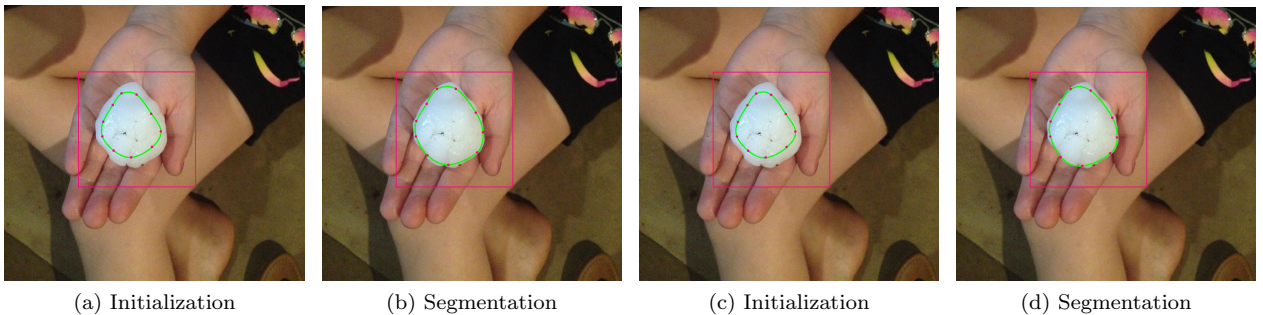 (a) Initialization
(b) Segmentation
(c) Initialization
(d) Segmentation